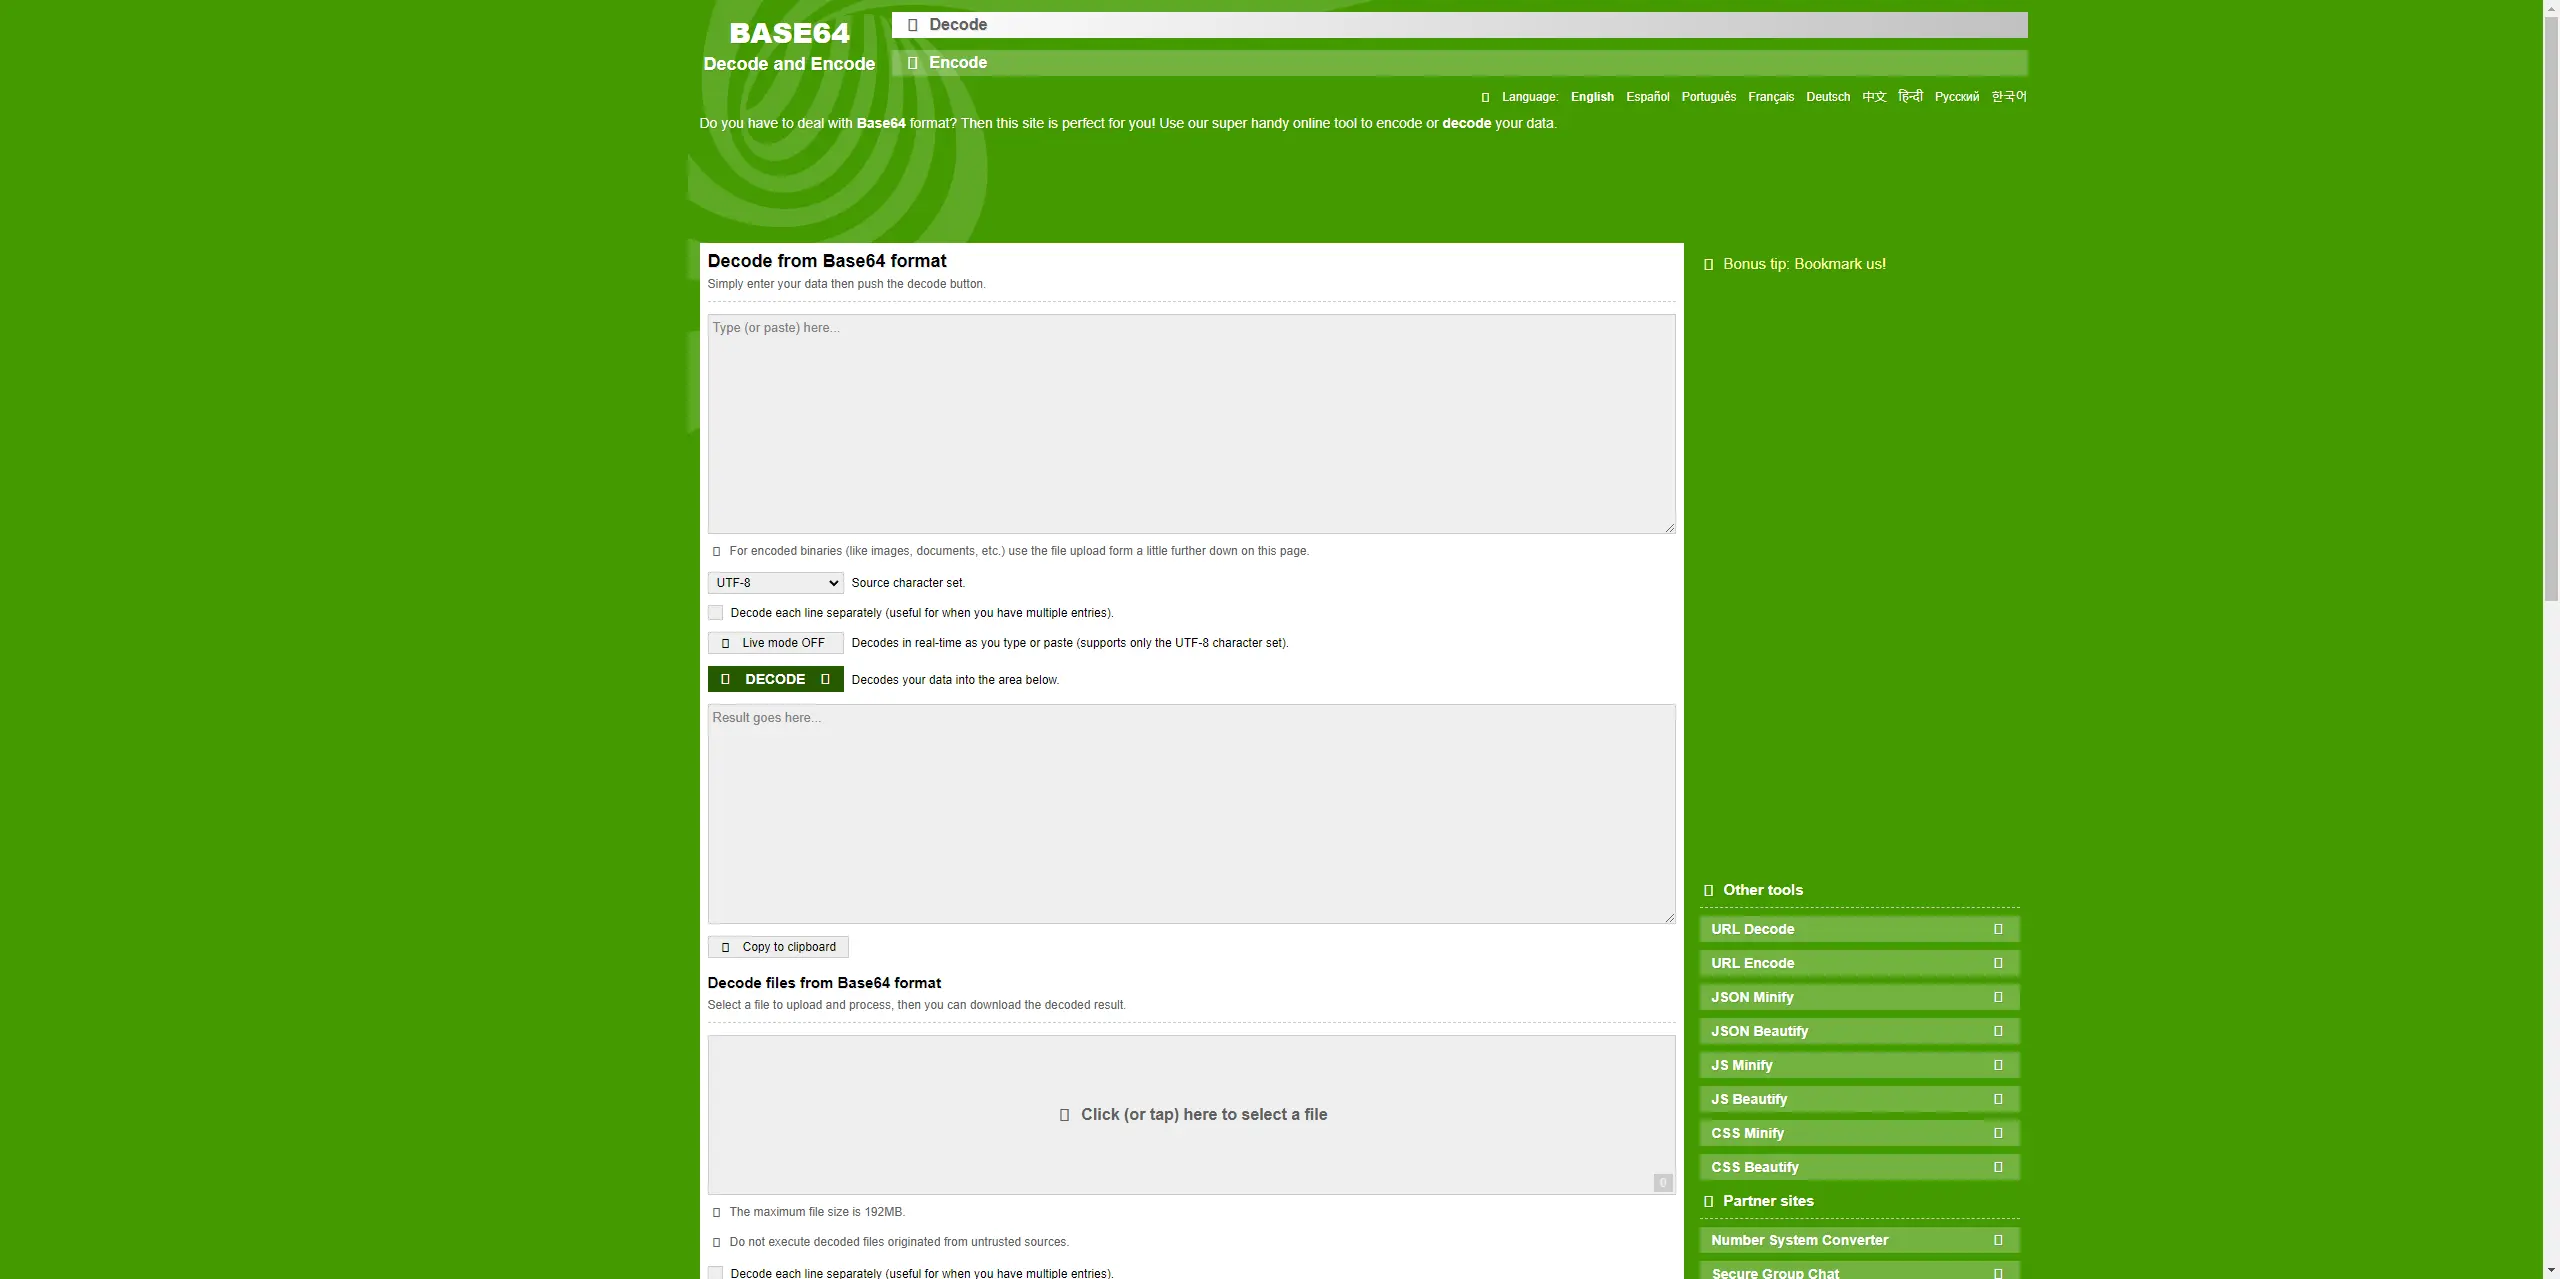 BASE64
Decode and Encode
Decode
Encode
Language: English Español Português Français Deutsch 中文 हिन्दी Русский 한국어
Do you have to deal with Base64 format? Then this site is perfect for you! Use our super handy online tool to encode or decode your data.
Decode from Base64 format
Simply enter your data then push the decode button.
Type (or paste) here...
For encoded binaries (like images, documents, etc.) use the file upload form a little further down on this page.
UTF-8 Source character set.
Decode each line separately (useful for when you have multiple entries).
Live mode OFF Decodes in real-time as you type or paste (supports only the UTF-8 character set).
DECODE Decodes your data into the area below.
Result goes here...
Copy to clipboard
Decode files from Base64 format
Select a file to upload and process, then you can download the decoded result.
Click (or tap) here to select a file
0
The maximum file size is 192MB.
Do not execute decoded files originated from untrusted sources.
Decode each line separately (useful for when you have multiple entries).
Bonus tip: Bookmark us!
Other tools
URL Decode
URL Encode
JSON Minify
JSON Beautify
JS Minify
JS Beautify
CSS Minify
CSS Beautify
Partner sites
Number System Converter
Secure Group Chat